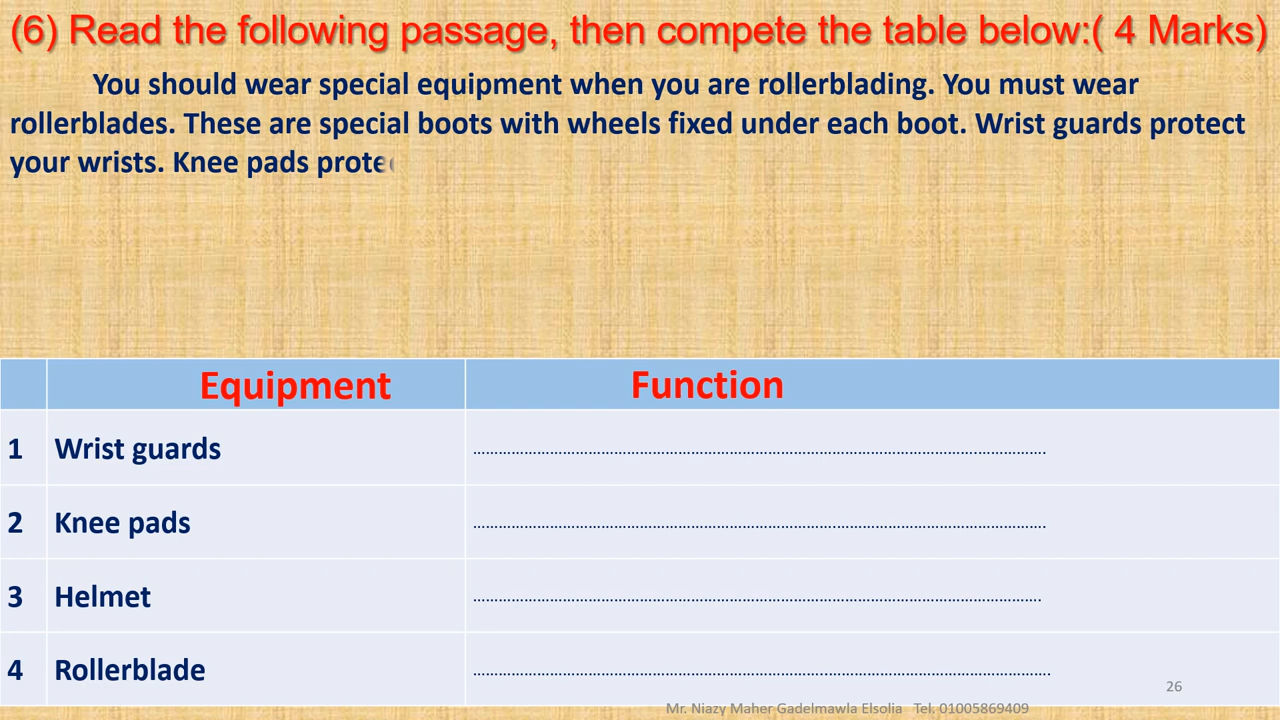 (6) Read the following passage, then compete the table below:( 4 Marks)
You should wear special equipment when you are rollerblading. You must wear
rollerblades. These are special boots with wheels fixed under each boot. Wrist guards protect
your wrists. Knee pads prote
Equipment Function
1 Wrist guards ……………………………………………………………………………………………………………………….
2 Knee pads ……………………………………………………………………………………………………………………….
3 Helmet ………………………………………………………………………………………………………………………
4 Rollerblade ……………………………………………………………………………………………………………………….
26
Mr. Niazy Maher Gadelmawla Elsolia Tel. 01005869409